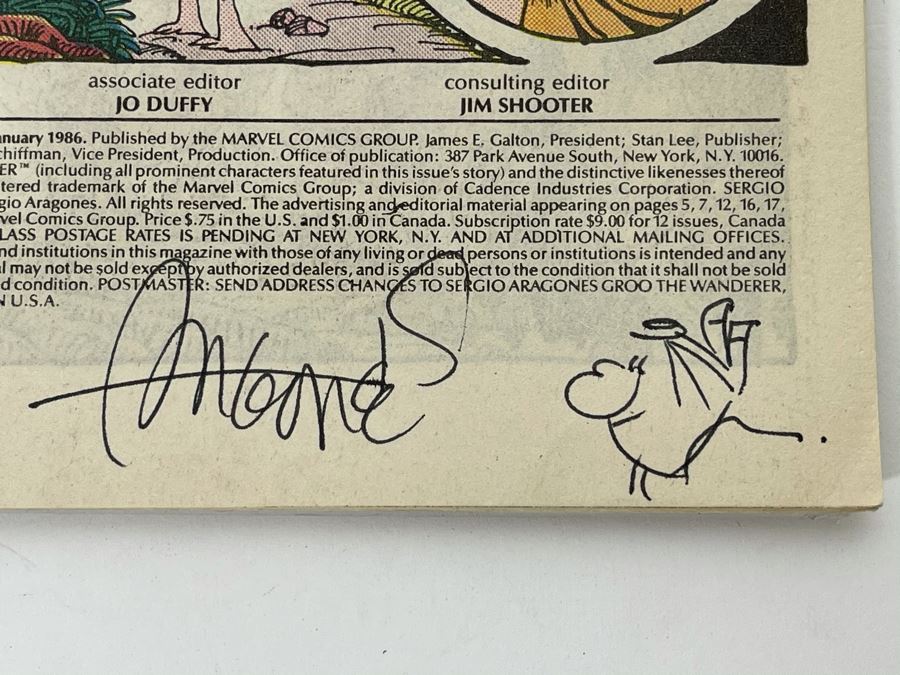 associate editor
JO DUFFY
consulting editor
JIM SHOOTER
anuary 1986. Published by the MARVEL COMICS GROUP. James E. Galton, President; Stan Lee, Publisher;
chiffman, Vice President, Production. Office of publication: 387 Park Avenue South, New York, N.Y. 10016.
ER™ (including all prominent characters featured in this issue's story) and the distinctive likenesses thereof
tered trademark of the Marvel Comics Group; a division of Cadence Industries Corporation. SERGIO
gio Aragones. All rights reserved. The advertising and editorial material appearing on pages 5, 7, 12, 16, 17,
vel Comics Group. Price $.75 in the U.S. and $1.00 in Canada. Subscription rate $9.00 for 12 issues, Canada
LASS POSTAGE RATES IS PENDING AT NEW YORK, N.Y. AND AT ADDITIONAL MAILING OFFICES.
nd institutions in this magazine with those of any living or dead persons or institutions is intended and any
l may not be sold except by authorized dealers, and is sold subject to the condition that it shall not be sold
d condition. POSTMASTER: SEND ADDRESS CHANGES TO SERGIO ARAGONES GROO THE WANDERER,
N U.S.A.
Aragones